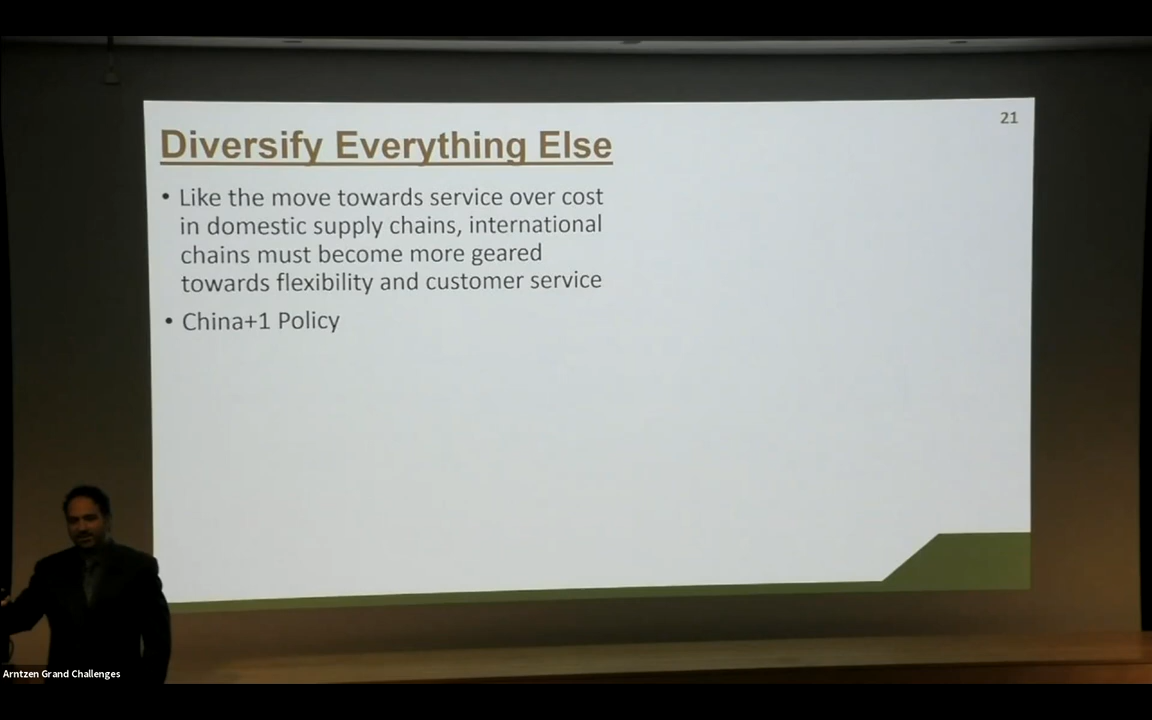 21
Diversify Everything Else
• Like the move towards service over cost
in domestic supply chains, international
chains must become more geared
towards flexibility and customer service
• China+1 Policy
Arntzen Grand Challenges